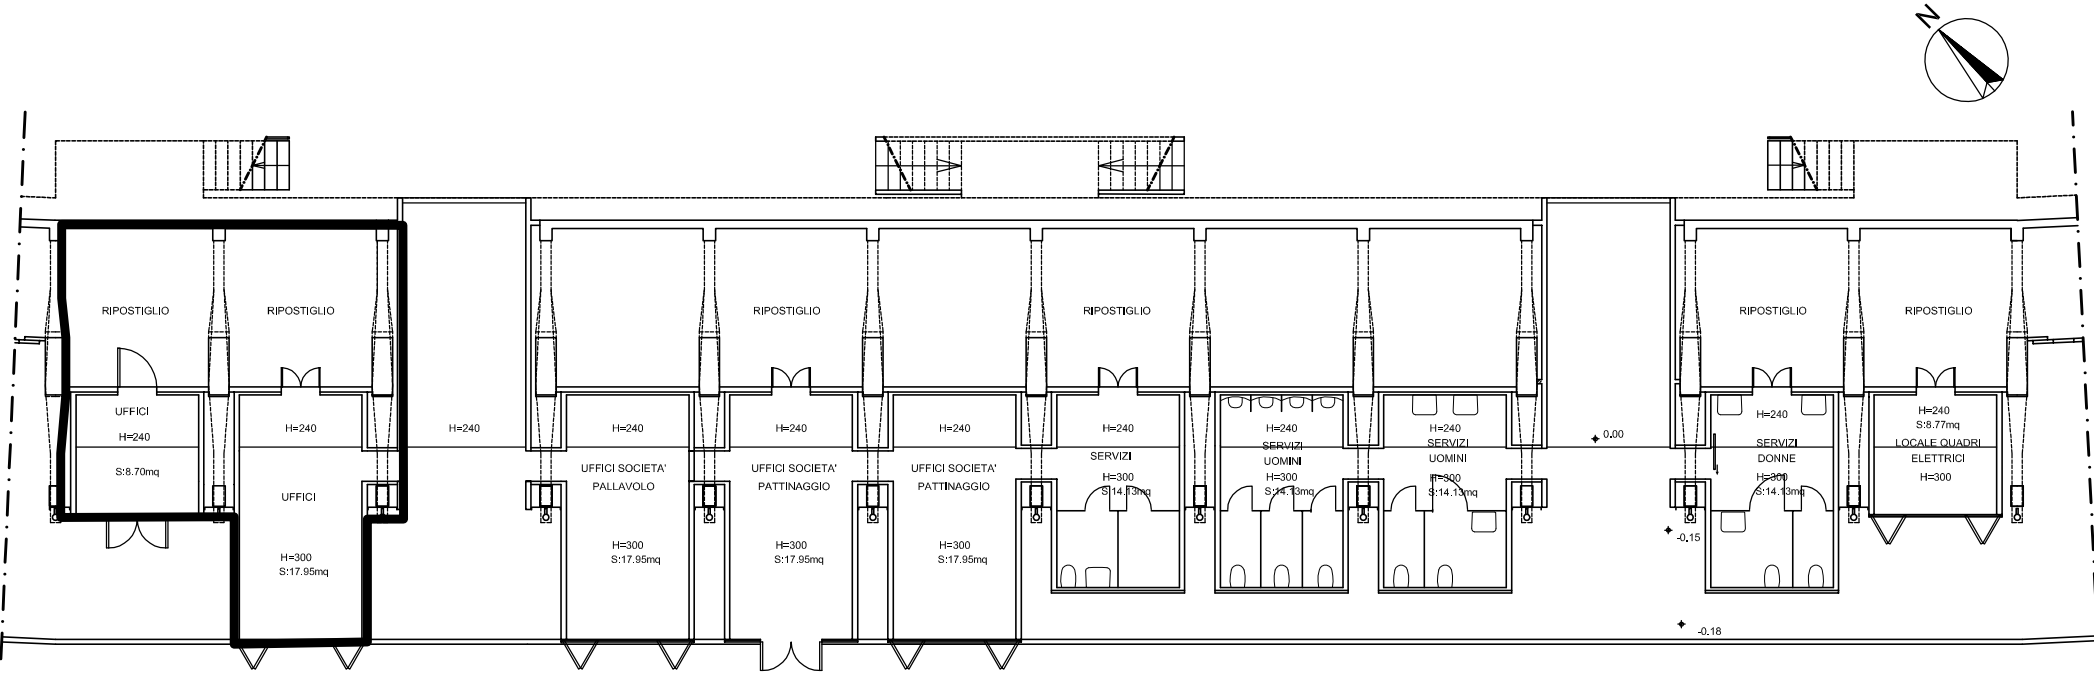 N
RIPOSTIGLIO
RIPOSTIGLIO
RIPOSTIGLIO
RIPOSTIGLIO
RIPOSTIGLIO
RIPOSTIGLIO
UFFICI
H=240
S:8.70mq
H=240
UFFICI
H=300
S:17.95mq
H=240
H=240
UFFICI SOCIETA'
PALLAVOLO
H=300
S:17.95mq
H=240
UFFICI SOCIETA'
PATTINAGGIO
H=300
S:17.95mq
H=240
UFFICI SOCIETA'
PATTINAGGIO
H=300
S:17.95mq
H=240
SERVIZI
H=300
S:14.13mq
H=240
SERVIZI
UOMINI
H=300
S:14.13mq
H=240
SERVIZI
UOMINI
H=300
S:14.13mq
0.00
-0.15
-0.18
H=240
SERVIZI
DONNE
H=300
S:14.13mq
H=240
S:8.77mq
LOCALE QUADRI
ELETTRICI
H=300